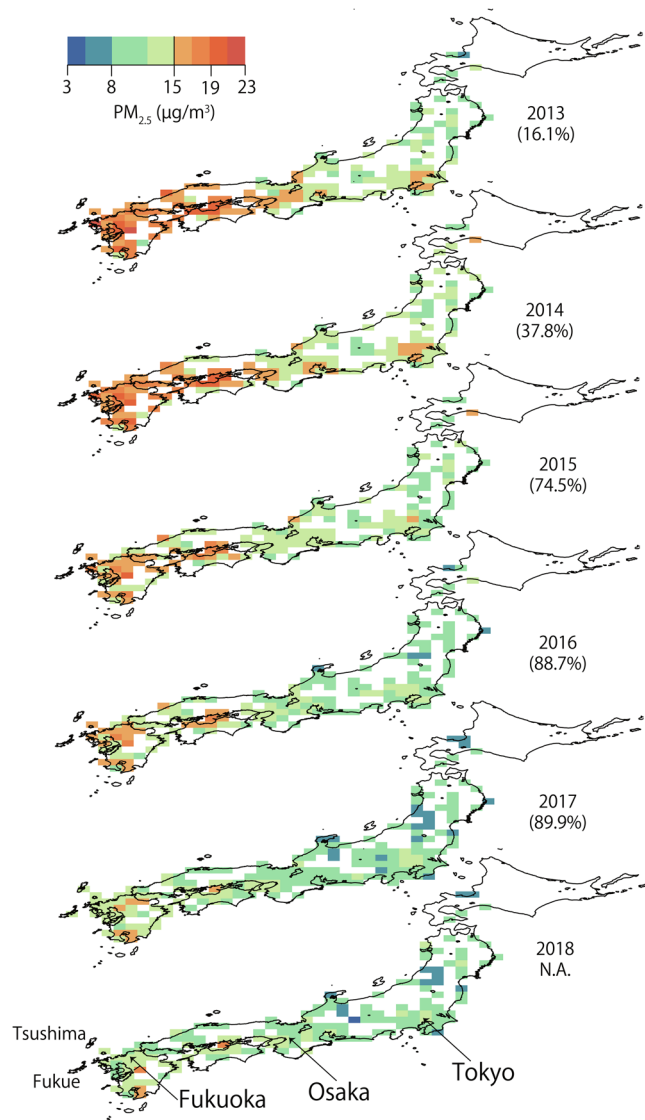 3 8 15 19 23
PM2.5 (μg/m³)
2013
(16.1%)
2014
(37.8%)
2015
(74.5%)
2016
(88.7%)
2017
(89.9%)
2018
N.A.
Tsushima
Fukue
Fukuoka
Osaka
Tokyo